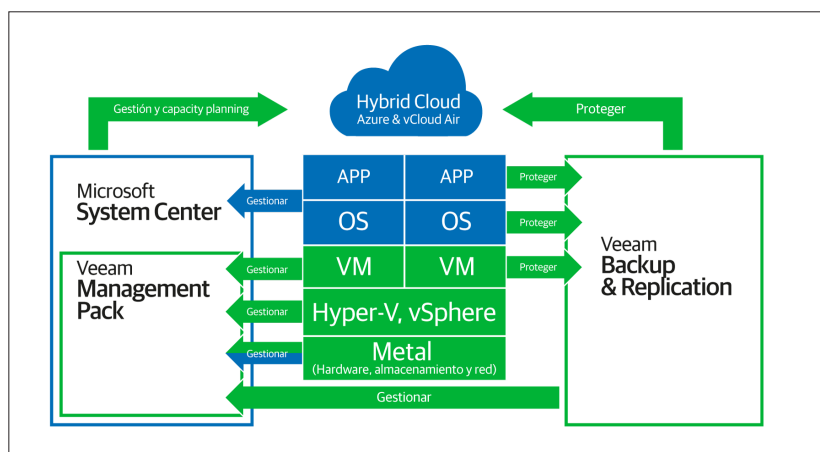 Hybrid Cloud
Azure & vCloud Air
Gestión y capacity planning
Proteger
Microsoft
System Center
Gestionar
APP
APP
Proteger
OS
OS
Proteger
Veeam
Management
Pack
Gestionar
VM
VM
Proteger
Gestionar
Hyper-V, vSphere
Gestionar
Metal
(Hardware, almacenamiento y red)
Gestionar
Veeam
Backup
& Replication